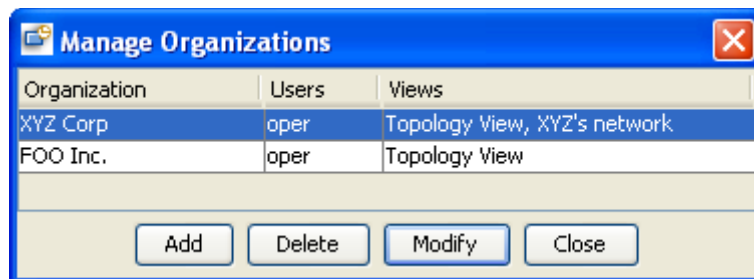 Manage Organizations
Organization Users Views
XYZ Corp oper Topology View, XYZ's network
FOO Inc. oper Topology View
Add Delete Modify Close